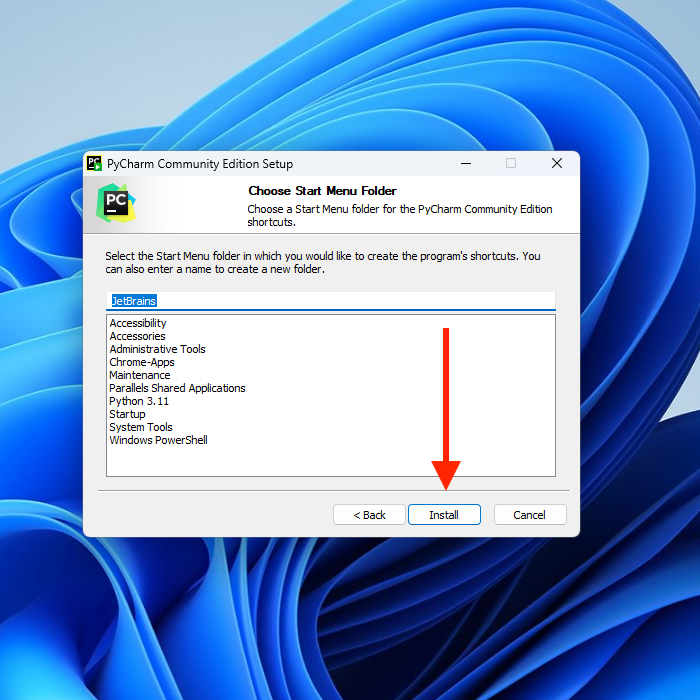 PC
PyCharm Community Edition Setup
PC
Choose Start Menu Folder
Choose a Start Menu folder for the PyCharm Community Edition
shortcuts.
Select the Start Menu folder in which you would like to create the program's shortcuts. You
can also enter a name to create a new folder.
JetBrains
Accessibility
Accessories
Administrative Tools
Chrome-Apps
Maintenance
Parallels Shared Applications
Python 3.11
Startup
System Tools
Windows PowerShell
< Back
Install
Cancel